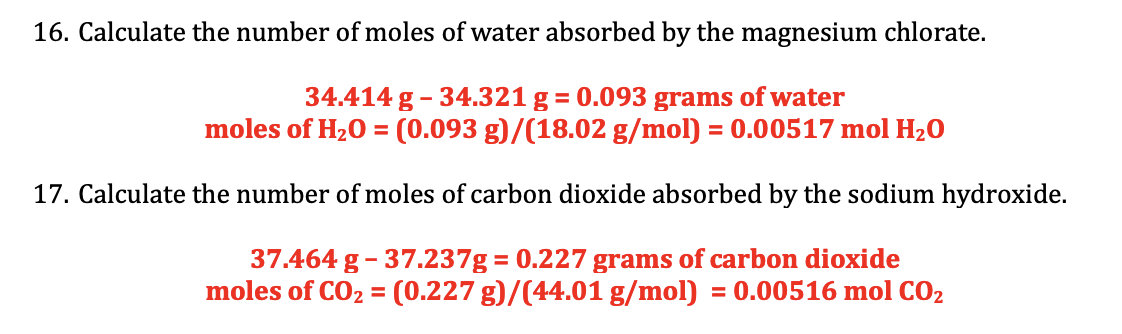 16. Calculate the number of moles of water absorbed by the magnesium chlorate.
34.414 g – 34.321 g = 0.093 grams of water
moles of H₂O = (0.093 g)/(18.02 g/mol) = 0.00517 mol H₂O
17. Calculate the number of moles of carbon dioxide absorbed by the sodium hydroxide.
37.464 g – 37.237g = 0.227 grams of carbon dioxide
moles of CO₂ = (0.227 g)/(44.01 g/mol) = 0.00516 mol CO₂